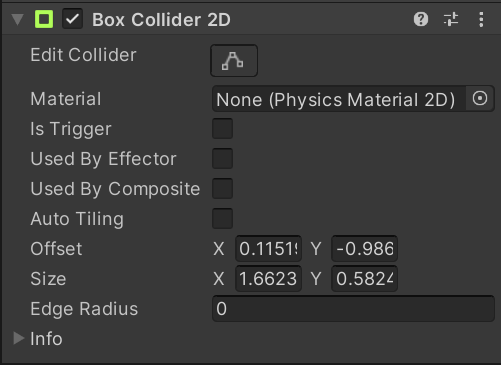 Box Collider 2D
Edit Collider
Material None (Physics Material 2D)
Is Trigger
Used By Effector
Used By Composite
Auto Tiling
Offset X 0.11519 Y -0.986
Size X 1.6623 Y 0.5824
Edge Radius 0
Info